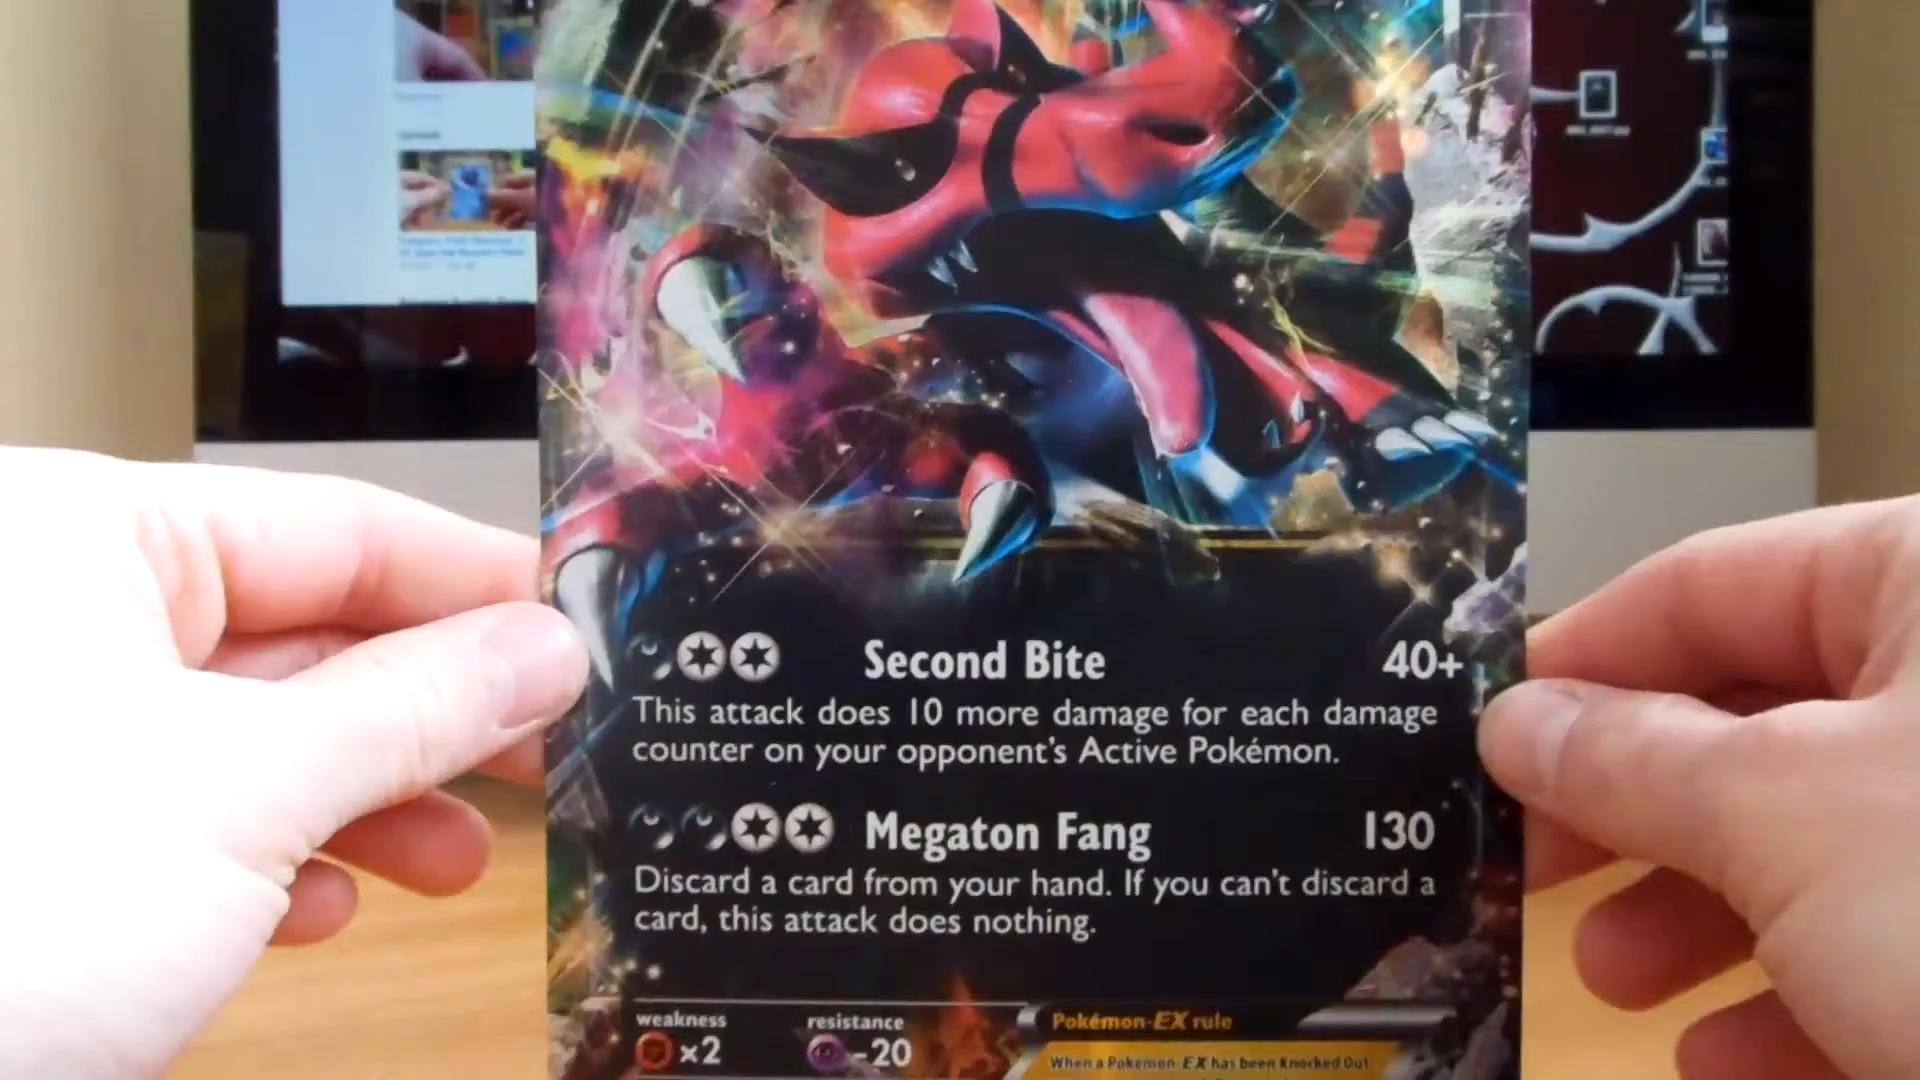 Second Bite 40+
This attack does 10 more damage for each damage
counter on your opponent's Active Pokémon.
Megaton Fang 130
Discard a card from your hand. If you can't discard a
card, this attack does nothing.
weakness resistance
×2 -20
Pokémon-EX rule
When a Pokémon-EX has been Knocked Out